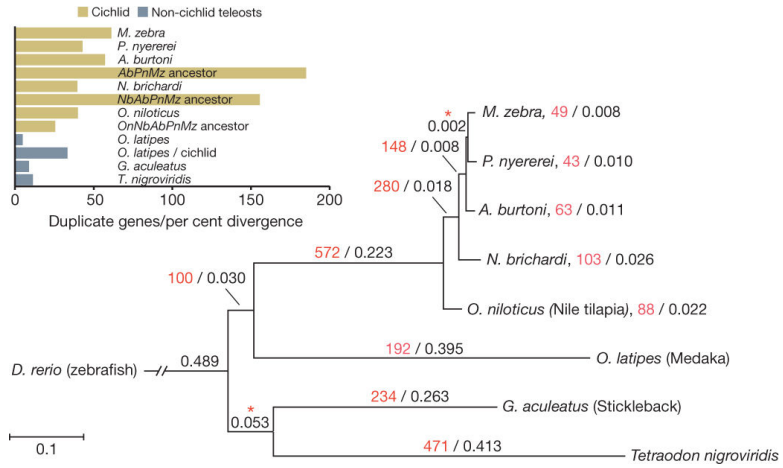 Cichlid Non-cichlid teleosts
M. zebra
P. nyererei
A. burtoni
AbPnMz ancestor
N. brichardi
NbAbPnMz ancestor
O. niloticus
OnNbAbPnMz ancestor
O. latipes
O. latipes / cichlid
G. aculeatus
T. nigroviridis
0 50 100 150 200
Duplicate genes/per cent divergence
*
0.002
M. zebra, 49 / 0.008
148 / 0.008
P. nyererei, 43 / 0.010
280 / 0.018
A. burtoni, 63 / 0.011
572 / 0.223
N. brichardi, 103 / 0.026
100 / 0.030
O. niloticus (Nile tilapia), 88 / 0.022
192 / 0.395
O. latipes (Medaka)
D. rerio (zebrafish)
0.489
234 / 0.263
G. aculeatus (Stickleback)
*
0.053
0.1
471 / 0.413
Tetraodon nigroviridis